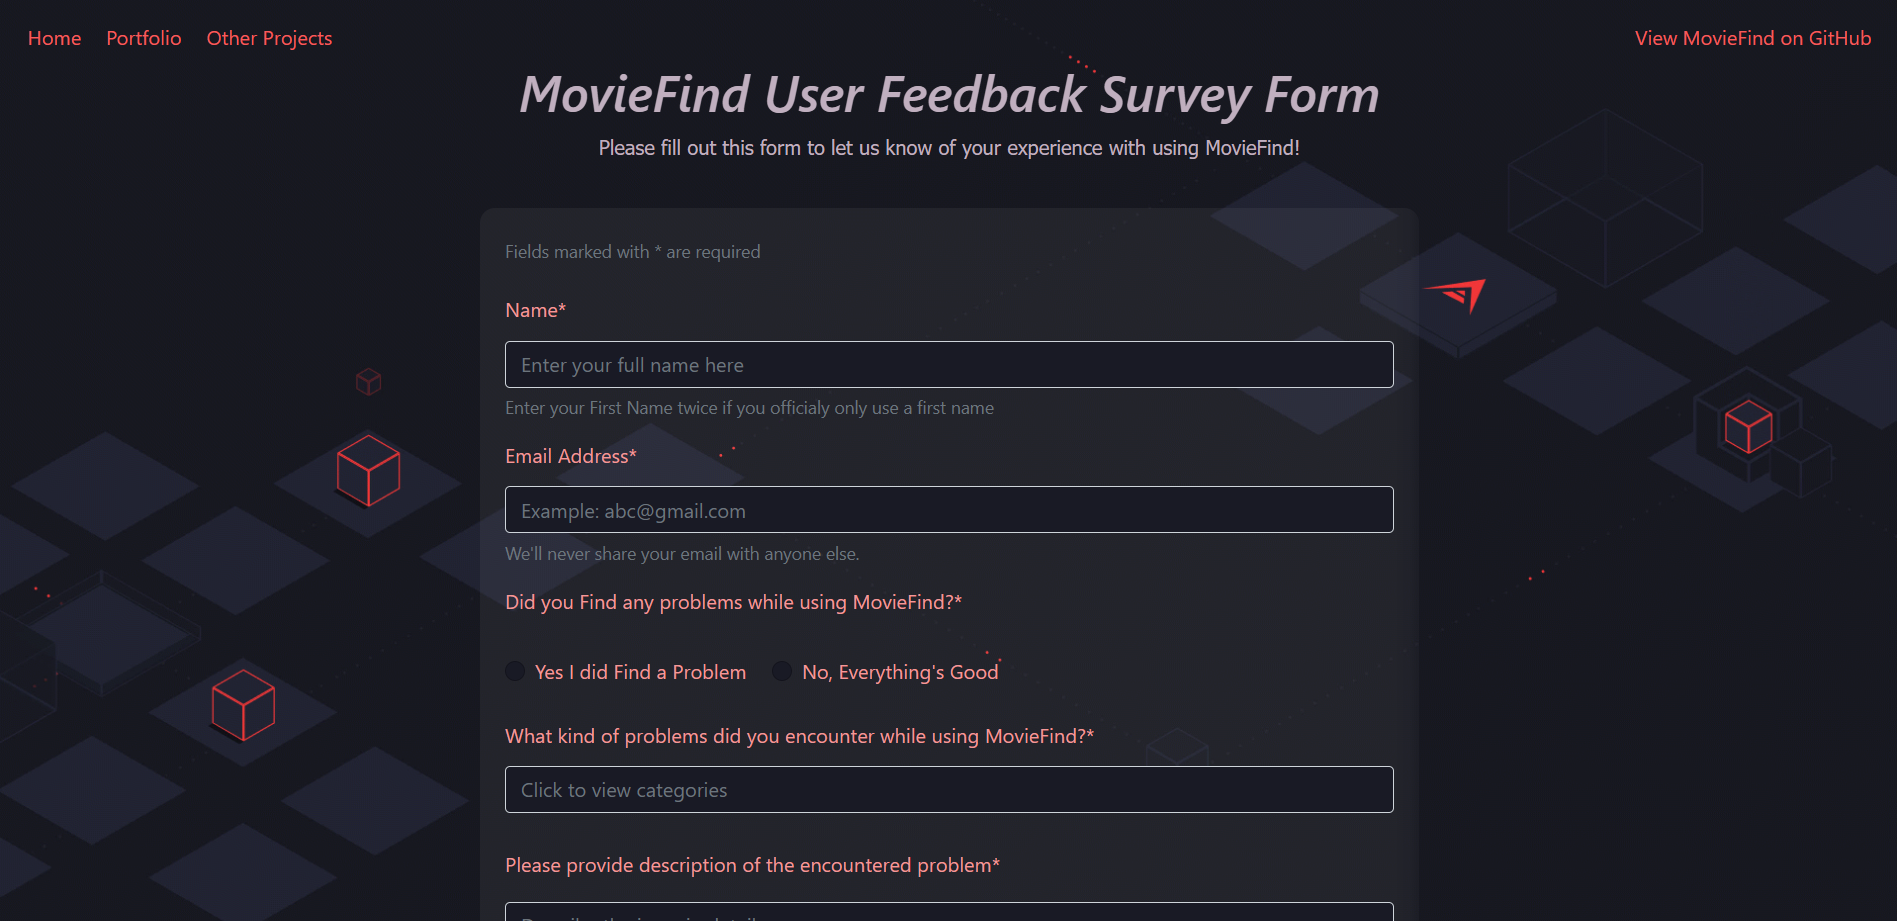 Home Portfolio Other Projects View MovieFind on GitHub
MovieFind User Feedback Survey Form
Please fill out this form to let us know of your experience with using MovieFind!
Fields marked with * are required
Name*
Enter your full name here
Enter your First Name twice if you officialy only use a first name
Email Address*
Example: abc@gmail.com
We'll never share your email with anyone else.
Did you Find any problems while using MovieFind?*
Yes I did Find a Problem No, Everything's Good
What kind of problems did you encounter while using MovieFind?*
Click to view categories
Please provide description of the encountered problem*